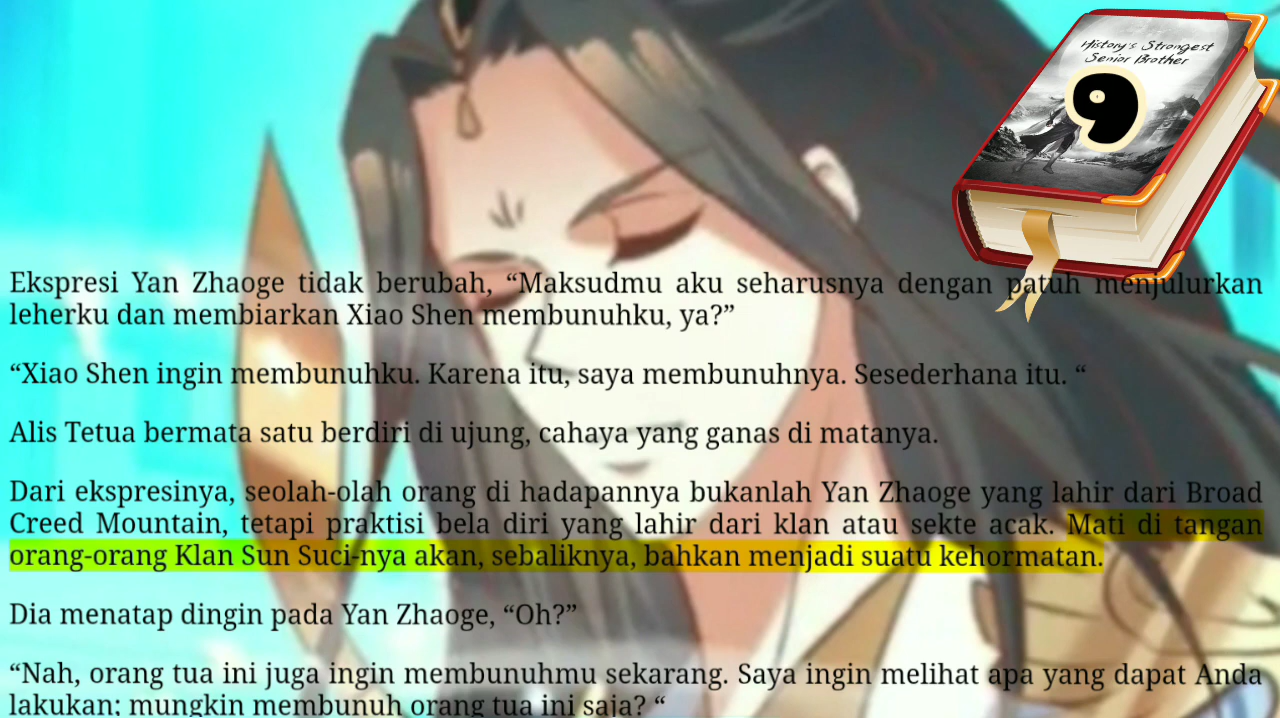 History's Strongest
Senior Brother
9
Ekspresi Yan Zhaoge tidak berubah, “Maksudmu aku seharusnya dengan patuh menjulurkan
leherku dan membiarkan Xiao Shen membunuhku, ya?”
“Xiao Shen ingin membunuhku. Karena itu, saya membunuhnya. Sesederhana itu. “
Alis Tetua bermata satu berdiri di ujung, cahaya yang ganas di matanya.
Dari ekspresinya, seolah-olah orang di hadapannya bukanlah Yan Zhaoge yang lahir dari Broad
Creed Mountain, tetapi praktisi bela diri yang lahir dari klan atau sekte acak. Mati di tangan
orang-orang Klan Sun Suci-nya akan, sebaliknya, bahkan menjadi suatu kehormatan.
Dia menatap dingin pada Yan Zhaoge, “Oh?”
“Nah, orang tua ini juga ingin membunuhmu sekarang. Saya ingin melihat apa yang dapat Anda
lakukan; mungkin membunuh orang tua ini saja? “